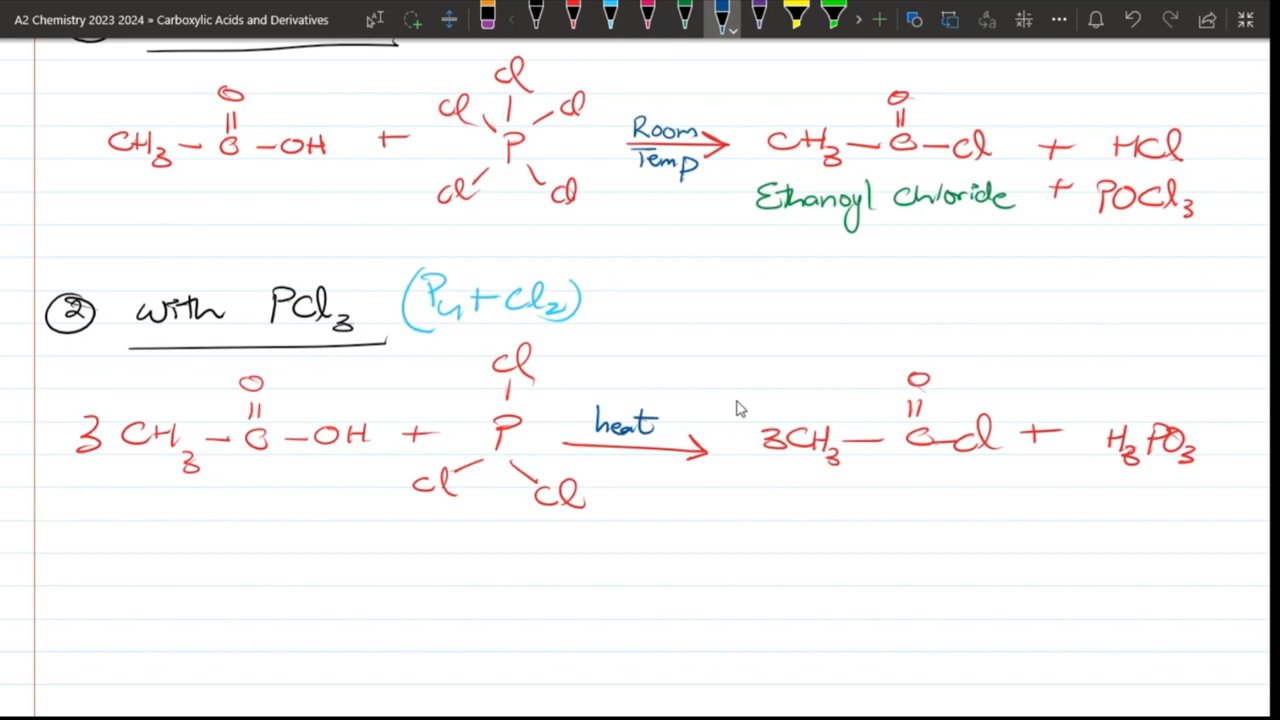 A2 Chemistry 2023 2024 » Carboxylic Acids and Derivatives
O Cl
Cl Cl O
CH3 – C – OH + P Room Temp CH3 – C – Cl + HCl
Cl Cl Ethanoyl chloride + POCl3
② with PCl3 (P4 + Cl2)
O Cl O
3 CH3 – C – OH + P heat 3CH3 – C – Cl + H3PO3
Cl Cl